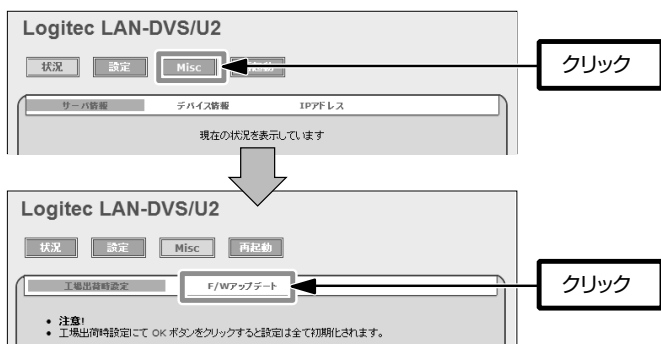 Logitec LAN-DVS/U2
状況 設定 Misc
クリック
サーバ情報 デバイス情報 IPアドレス
現在の状況を表示しています
Logitec LAN-DVS/U2
状況 設定 Misc 再起動
工場出荷時設定 F/Wアップデート
クリック
• 注意!
• 工場出荷時設定にて OK ボタンをクリックすると設定は全て初期化されます。